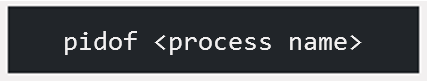 pidof <process name>